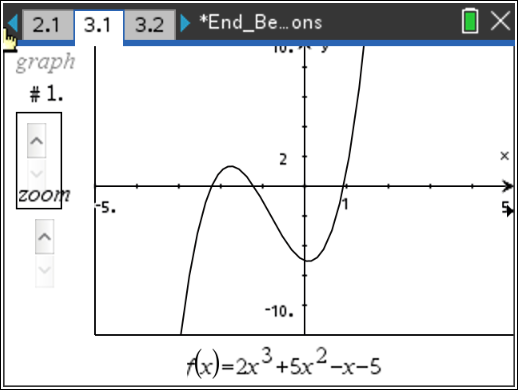 2.1 3.1 3.2 *End_Be...ons
graph
# 1.
zoom
10. y
2
x
-5. 1 5
-10.
f(x)=2x³+5x²-x-5